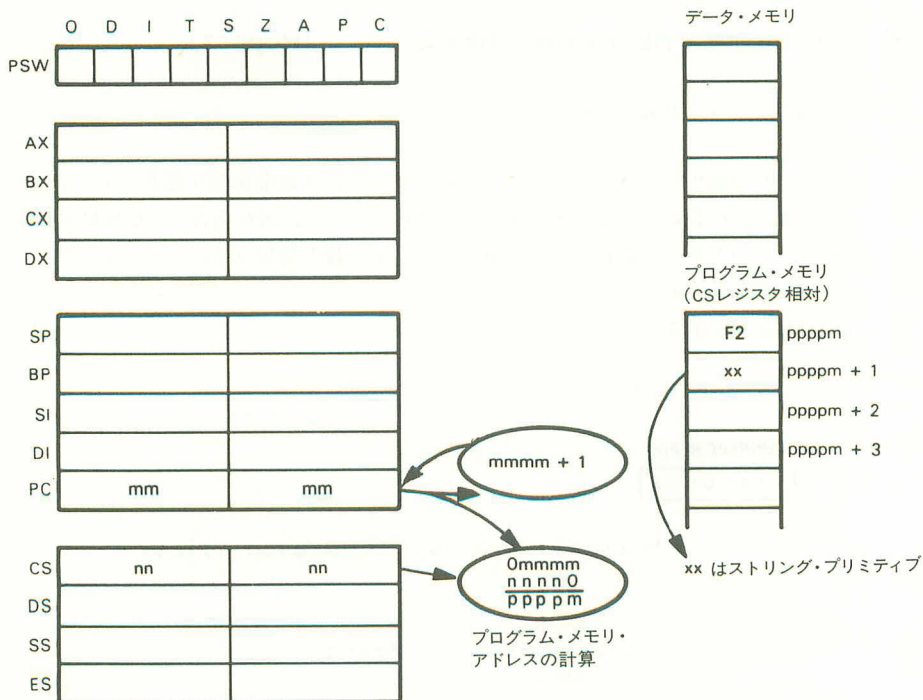 O D I T S Z A P C
PSW
AX
BX
CX
DX
SP
BP
SI
DI
PC mm mm
mmmm + 1
CS nn nn
DS
SS
ES
0mmmm
nnnn0
ppppm
プログラム・メモリ・
アドレスの計算
データ・メモリ
プログラム・メモリ
(CSレジスタ相対)
F2 ppppm
xx ppppm + 1
ppppm + 2
ppppm + 3
xx はストリング・プリミティブ